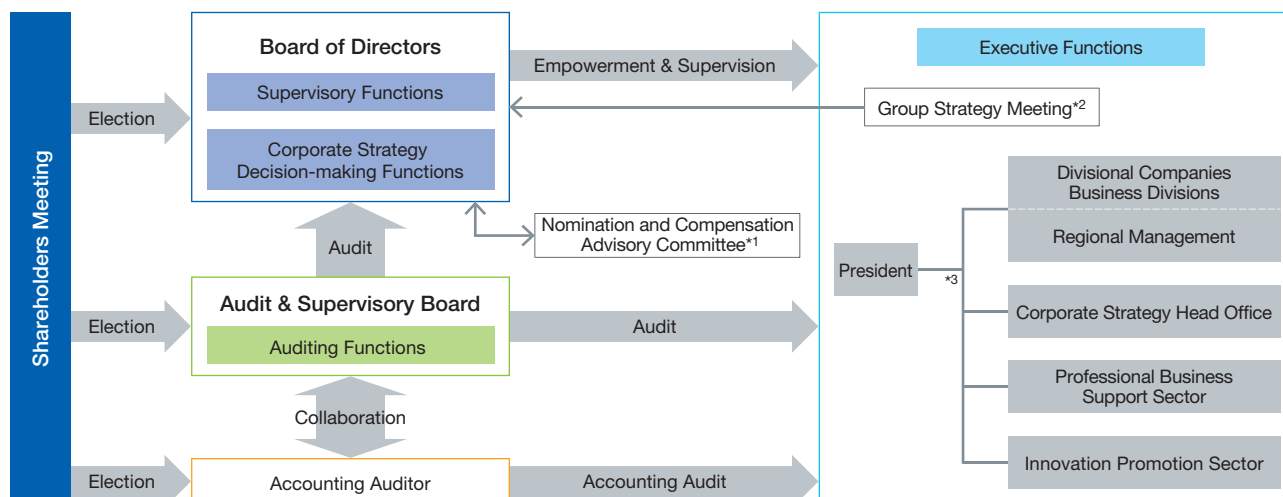 Shareholders Meeting
Election
Board of Directors
Supervisory Functions
Corporate Strategy
Decision-making Functions
Empowerment & Supervision
Executive Functions
Group Strategy Meeting*2
Nomination and Compensation
Advisory Committee*1
Audit
Election
Audit & Supervisory Board
Auditing Functions
Audit
Collaboration
Election
Accounting Auditor
Accounting Audit
President
*3
Divisional Companies
Business Divisions
Regional Management
Corporate Strategy Head Office
Professional Business
Support Sector
Innovation Promotion Sector